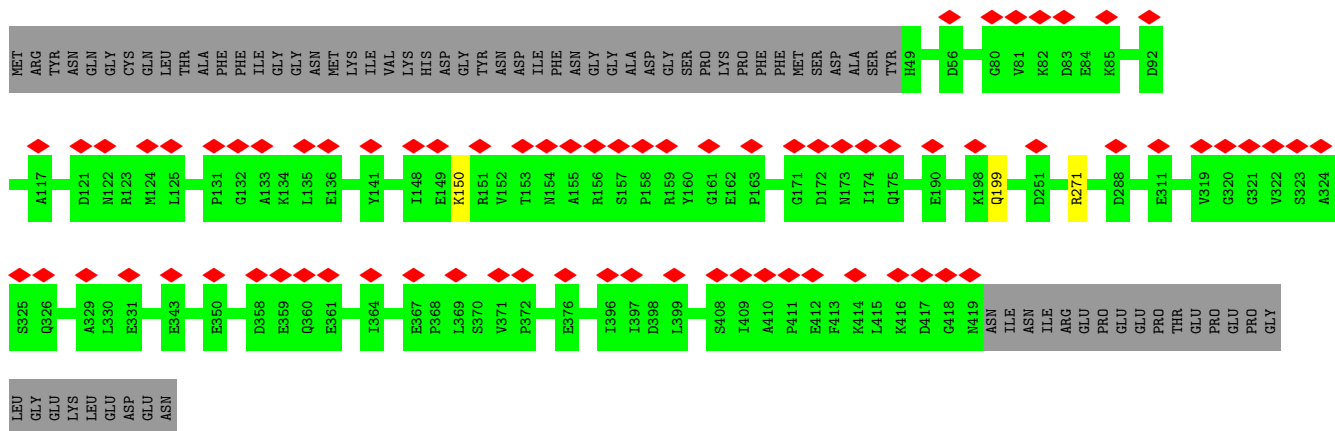 MET ARG TYR ASN GLN GLY CYS GLN LEU THR ALA PHE PHE ILE GLY GLY ASN MET LYS ILE VAL LYS HIS ASP GLY TYR ASN ASP ILE PHE ASN GLY GLY ALA ASP GLY SER PRO LYS PRO PHE PHE MET SER ASP ALA SER TYR H49 D56 G80 V81 K82 D83 E84 K85 D92
A117 D121 N122 R123 M124 L125 P131 G132 A133 K134 L135 E136 Y141 I148 E149 K150 R151 V152 T153 N154 A155 R156 S157 P158 R159 Y160 G161 E162 P163 G171 D172 N173 I174 Q175 E190 K198 Q199 D251 R271 D288 E311 V319 G320 G321 V322 S323 A324
S325 Q326 A329 L330 E331 E343 E350 D358 E359 Q360 E361 I364 E367 P368 L369 S370 V371 P372 E376 I396 I397 D398 L399 S408 I409 A410 P411 E412 F413 K414 L415 K416 D417 G418 N419 ASN ILE ASN ILE ARG GLU PRO GLU GLU PRO THR GLU PRO GLU PRO GLY
LEU GLY GLU LYS LEU GLU ASP GLU ASN